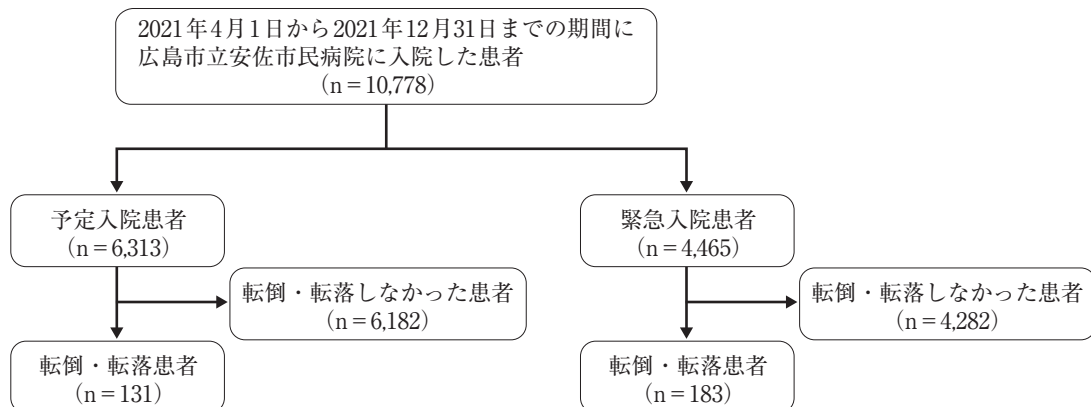 2021年4月1日から2021年12月31日までの期間に
広島市立安佐市民病院に入院した患者
（n＝10,778）
予定入院患者
（n＝6,313）
緊急入院患者
（n＝4,465）
転倒・転落しなかった患者
（n＝6,182）
転倒・転落しなかった患者
（n＝4,282）
転倒・転落患者
（n＝131）
転倒・転落患者
（n＝183）